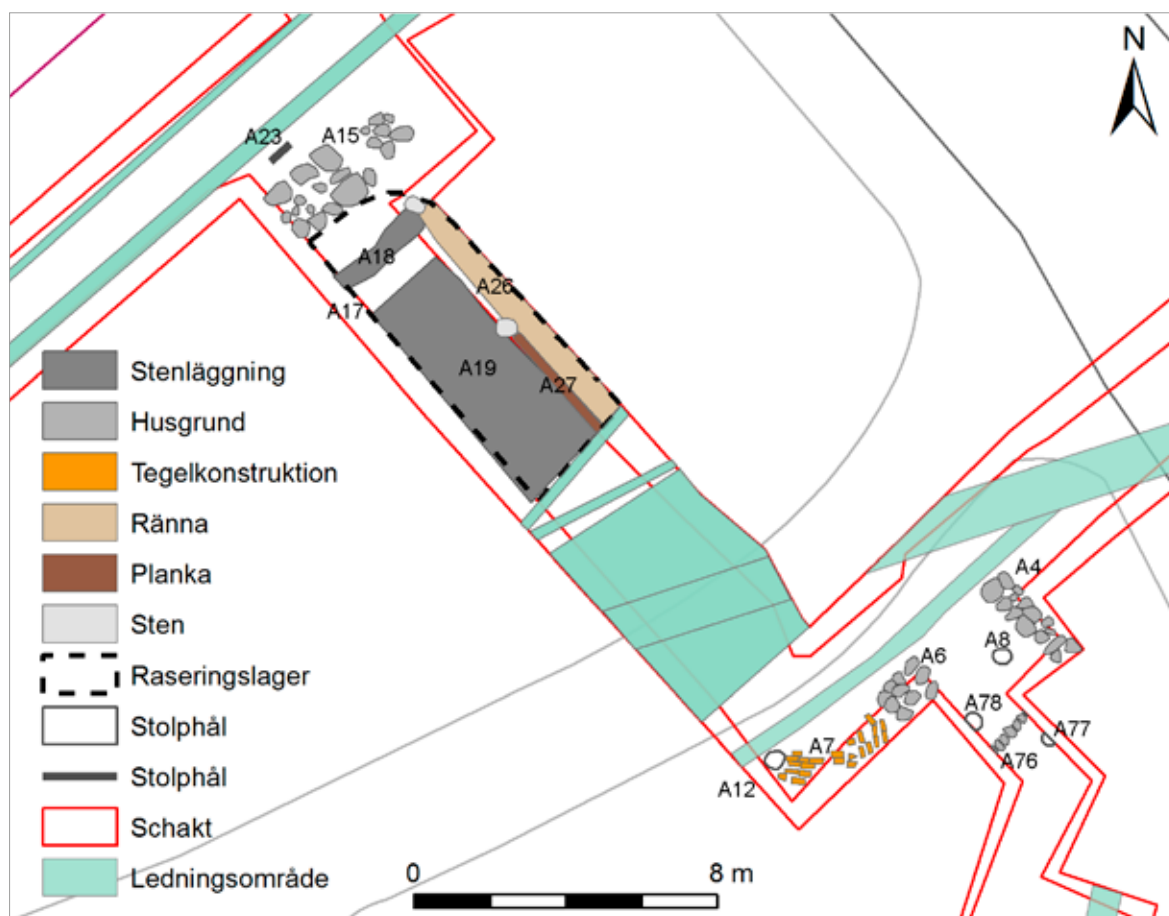 N
A23
A15
A18
A26
A17
A19
A27
Stenläggning
Husgrund
Tegelkonstruktion
Ränna
Planka
Sten
Raseringslager
Stolphål
Stolphål
Schakt
Ledningsområde
A4
A8
A6
A78
A77
A7
A76
A12
0 8 m